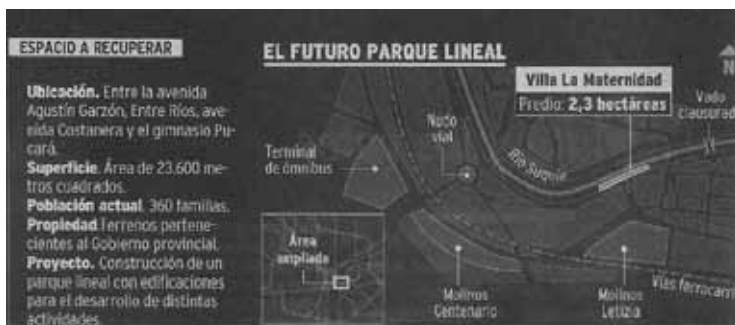 ESPACIO A RECUPERAR
Ubicación. Entre la avenida
Agustín Garzón, Entre Ríos, ave-
nida Costanera y el gimnasio Pu-
cará.
Superficie. Área de 23.600 me-
tros cuadrados.
Población actual. 360 familias.
Propiedad.Terrenos pertene-
cientes al Gobierno provincial.
Proyecto. Construcción de un
parque lineal con edificaciones
para el desarrollo de distintas
actividades.
EL FUTURO PARQUE LINEAL
N
Villa La Maternidad
Predio: 2,3 hectáreas
Vado
clausurad
Nudo
vial
Río Suquía
Terminal
de ómnibus
Área
ampliada
Molinos
Centenario
Molinos
Letizia
Vías ferrocarri